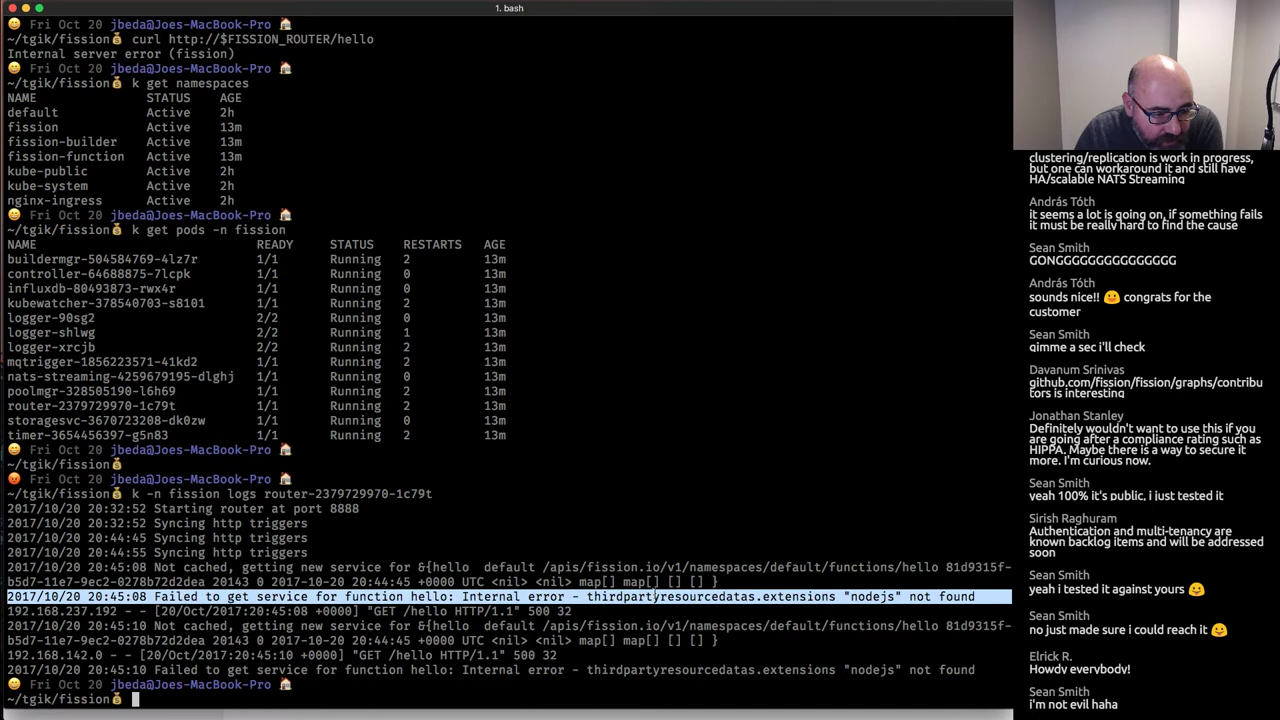 1. bash
Fri Oct 20 jbeda@Joes-MacBook-Pro
~/tgik/fission curl http://$FISSION_ROUTER/hello
Internal server error (fission)
Fri Oct 20 jbeda@Joes-MacBook-Pro
~/tgik/fission k get namespaces
NAME STATUS AGE
default Active 2h
fission Active 13m
fission-builder Active 13m
fission-function Active 13m
kube-public Active 2h
kube-system Active 2h
nginx-ingress Active 2h
Fri Oct 20 jbeda@Joes-MacBook-Pro
~/tgik/fission k get pods -n fission
NAME READY STATUS RESTARTS AGE
buildermgr-504584769-4lz7r 1/1 Running 2 13m
controller-64688875-7lcpk 1/1 Running 0 13m
influxdb-80493873-rwx4r 1/1 Running 0 13m
kubewatcher-378540703-s8101 1/1 Running 2 13m
logger-90sg2 2/2 Running 0 13m
logger-shlwg 2/2 Running 1 13m
logger-xrcjb 2/2 Running 2 13m
mqtrigger-1856223571-41kd2 1/1 Running 2 13m
nats-streaming-4259679195-dlghj 1/1 Running 0 13m
poolmgr-328505190-l6h69 1/1 Running 2 13m
router-2379729970-1c79t 1/1 Running 2 13m
storagesvc-3670723208-dk0zw 1/1 Running 0 13m
timer-3654456397-g5n83 1/1 Running 2 13m
Fri Oct 20 jbeda@Joes-MacBook-Pro
~/tgik/fission
Fri Oct 20 jbeda@Joes-MacBook-Pro
~/tgik/fission k -n fission logs router-2379729970-1c79t
2017/10/20 20:32:52 Starting router at port 8888
2017/10/20 20:32:52 Syncing http triggers
2017/10/20 20:44:45 Syncing http triggers
2017/10/20 20:44:55 Syncing http triggers
2017/10/20 20:45:08 Not cached, getting new service for &{hello default /apis/fission.io/v1/namespaces/default/functions/hello 81d9315f-
b5d7-11e7-9ec2-0278b72d2dea 20143 0 2017-10-20 20:44:45 +0000 UTC <nil> <nil> map[] map[] [] [] }
2017/10/20 20:45:08 Failed to get service for function hello: Internal error - thirdpartyresourcedatas.extensions "nodejs" not found
192.168.237.192 - - [20/Oct/2017:20:45:08 +0000] "GET /hello HTTP/1.1" 500 32
2017/10/20 20:45:10 Not cached, getting new service for &{hello default /apis/fission.io/v1/namespaces/default/functions/hello 81d9315f-
b5d7-11e7-9ec2-0278b72d2dea 20143 0 2017-10-20 20:44:45 +0000 UTC <nil> <nil> map[] map[] [] [] }
192.168.142.0 - - [20/Oct/2017:20:45:10 +0000] "GET /hello HTTP/1.1" 500 32
2017/10/20 20:45:10 Failed to get service for function hello: Internal error - thirdpartyresourcedatas.extensions "nodejs" not found
Fri Oct 20 jbeda@Joes-MacBook-Pro
~/tgik/fission
clustering/replication is work in progress,
but one can workaround it and still have
HA/scalable NATS Streaming
András Tóth
it seems a lot is going on, if something fails
it must be really hard to find the cause
Sean Smith
GONGGGGGGGGGGGGGGG
András Tóth
sounds nice!! 😛 congrats for the
customer
Sean Smith
gimme a sec i'll check
Davanum Srinivas
github.com/fission/fission/graphs/contribu
tors is interesting
Jonathan Stanley
Definitely wouldn't want to use this if you
are going after a compliance rating such as
HIPPA. Maybe there is a way to secure it
more. I'm curious now.
Sean Smith
yeah 100% it's public, i just tested it
Sirish Raghuram
Authentication and multi-tenancy are
known backlog items and will be addressed
soon
Sean Smith
yeah i tested it against yours 😛
Sean Smith
no just made sure i could reach it 😛
Elrick R.
Howdy everybody!
Sean Smith
i'm not evil haha